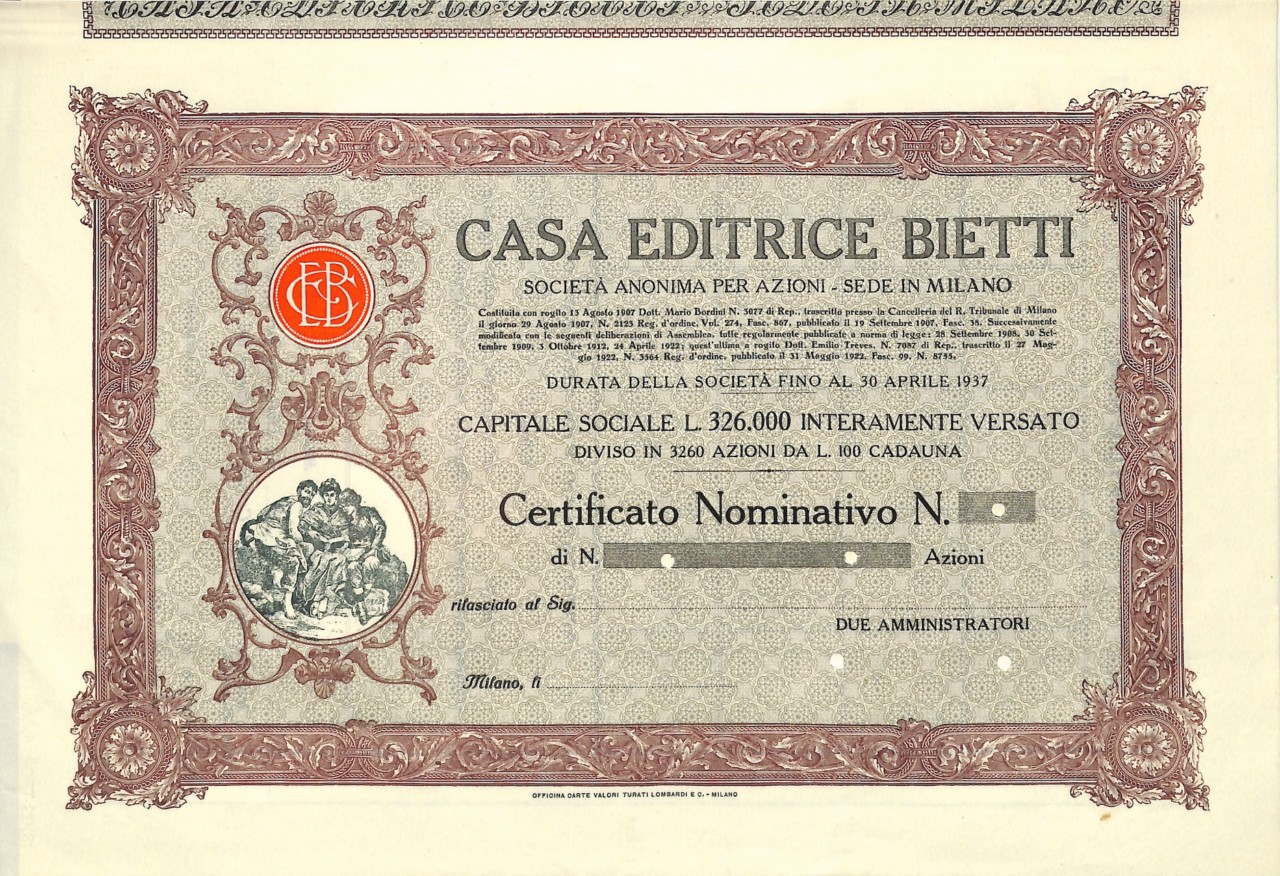 CEB
CASA EDITRICE BIETTI
SOCIETÀ ANONIMA PER AZIONI - SEDE IN MILANO
Costituita con rogito 13 Agosto 1907 Dott. Mario Bordini N. 3077 di Rep., trascritto presso la Cancelleria del R. Tribunale di Milano
il giorno 29 Agosto 1907, N. 2123 Reg. d'ordine, Vol. 274, Fasc. 867, pubblicato il 19 Settembre 1907, Fasc. 38. Successivamente
modificata con le seguenti deliberazioni di Assemblea, tutte regolarmente pubblicate a norma di legge: 28 Settembre 1908, 30 Set-
tembre 1909, 3 Ottobre 1912, 24 Aprile 1922; quest'ultima a rogito Dott. Emilio Treves, N. 7087 di Rep., trascritto il 27 Mag-
gio 1922, N. 3564 Reg. d'ordine, pubblicato il 31 Maggio 1922, Fasc. 99, N. 8755.
DURATA DELLA SOCIETÀ FINO AL 30 APRILE 1937
CAPITALE SOCIALE L. 326.000 INTERAMENTE VERSATO
DIVISO IN 3260 AZIONI DA L. 100 CADAUNA
Certificato Nominativo N.
di N. Azioni
rilasciato al Sig.
DUE AMMINISTRATORI
Milano, lì
OFFICINA CARTE VALORI TURATI LOMBARDI E C. - MILANO